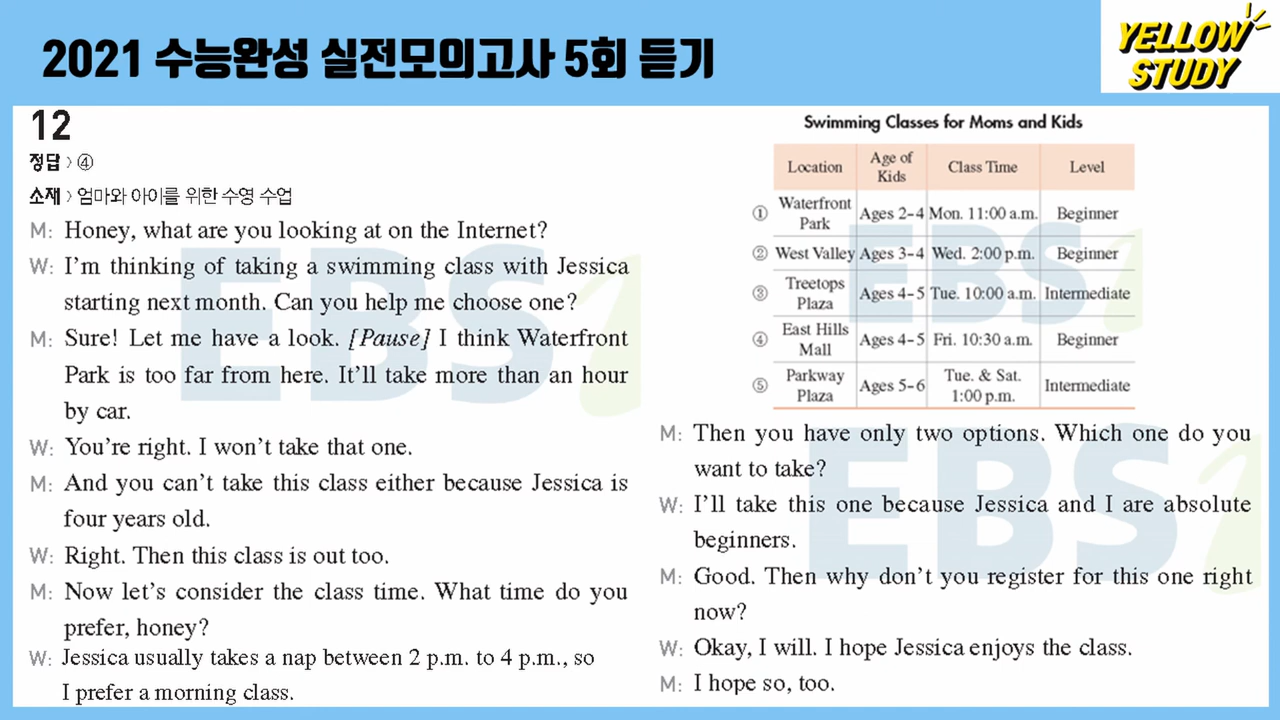 2021 수능완성 실전모의고사 5회 듣기
YELLOW
STUDY
12
정답 > ④
소재 > 엄마와 아이를 위한 수영 수업
M: Honey, what are you looking at on the Internet?
W: I'm thinking of taking a swimming class with Jessica
starting next month. Can you help me choose one?
M: Sure! Let me have a look. [Pause] I think Waterfront
Park is too far from here. It'll take more than an hour
by car.
W: You're right. I won't take that one.
M: And you can't take this class either because Jessica is
four years old.
W: Right. Then this class is out too.
M: Now let's consider the class time. What time do you
prefer, honey?
W: Jessica usually takes a nap between 2 p.m. to 4 p.m., so
I prefer a morning class.
Swimming Classes for Moms and Kids
Location Age of Kids Class Time Level
① Waterfront Park Ages 2–4 Mon. 11:00 a.m. Beginner
② West Valley Ages 3–4 Wed. 2:00 p.m. Beginner
③ Treetops Plaza Ages 4–5 Tue. 10:00 a.m. Intermediate
④ East Hills Mall Ages 4–5 Fri. 10:30 a.m. Beginner
⑤ Parkway Plaza Ages 5–6 Tue. & Sat. 1:00 p.m. Intermediate
M: Then you have only two options. Which one do you
want to take?
W: I'll take this one because Jessica and I are absolute
beginners.
M: Good. Then why don't you register for this one right
now?
W: Okay, I will. I hope Jessica enjoys the class.
M: I hope so, too.
EBS
EBS
EBS